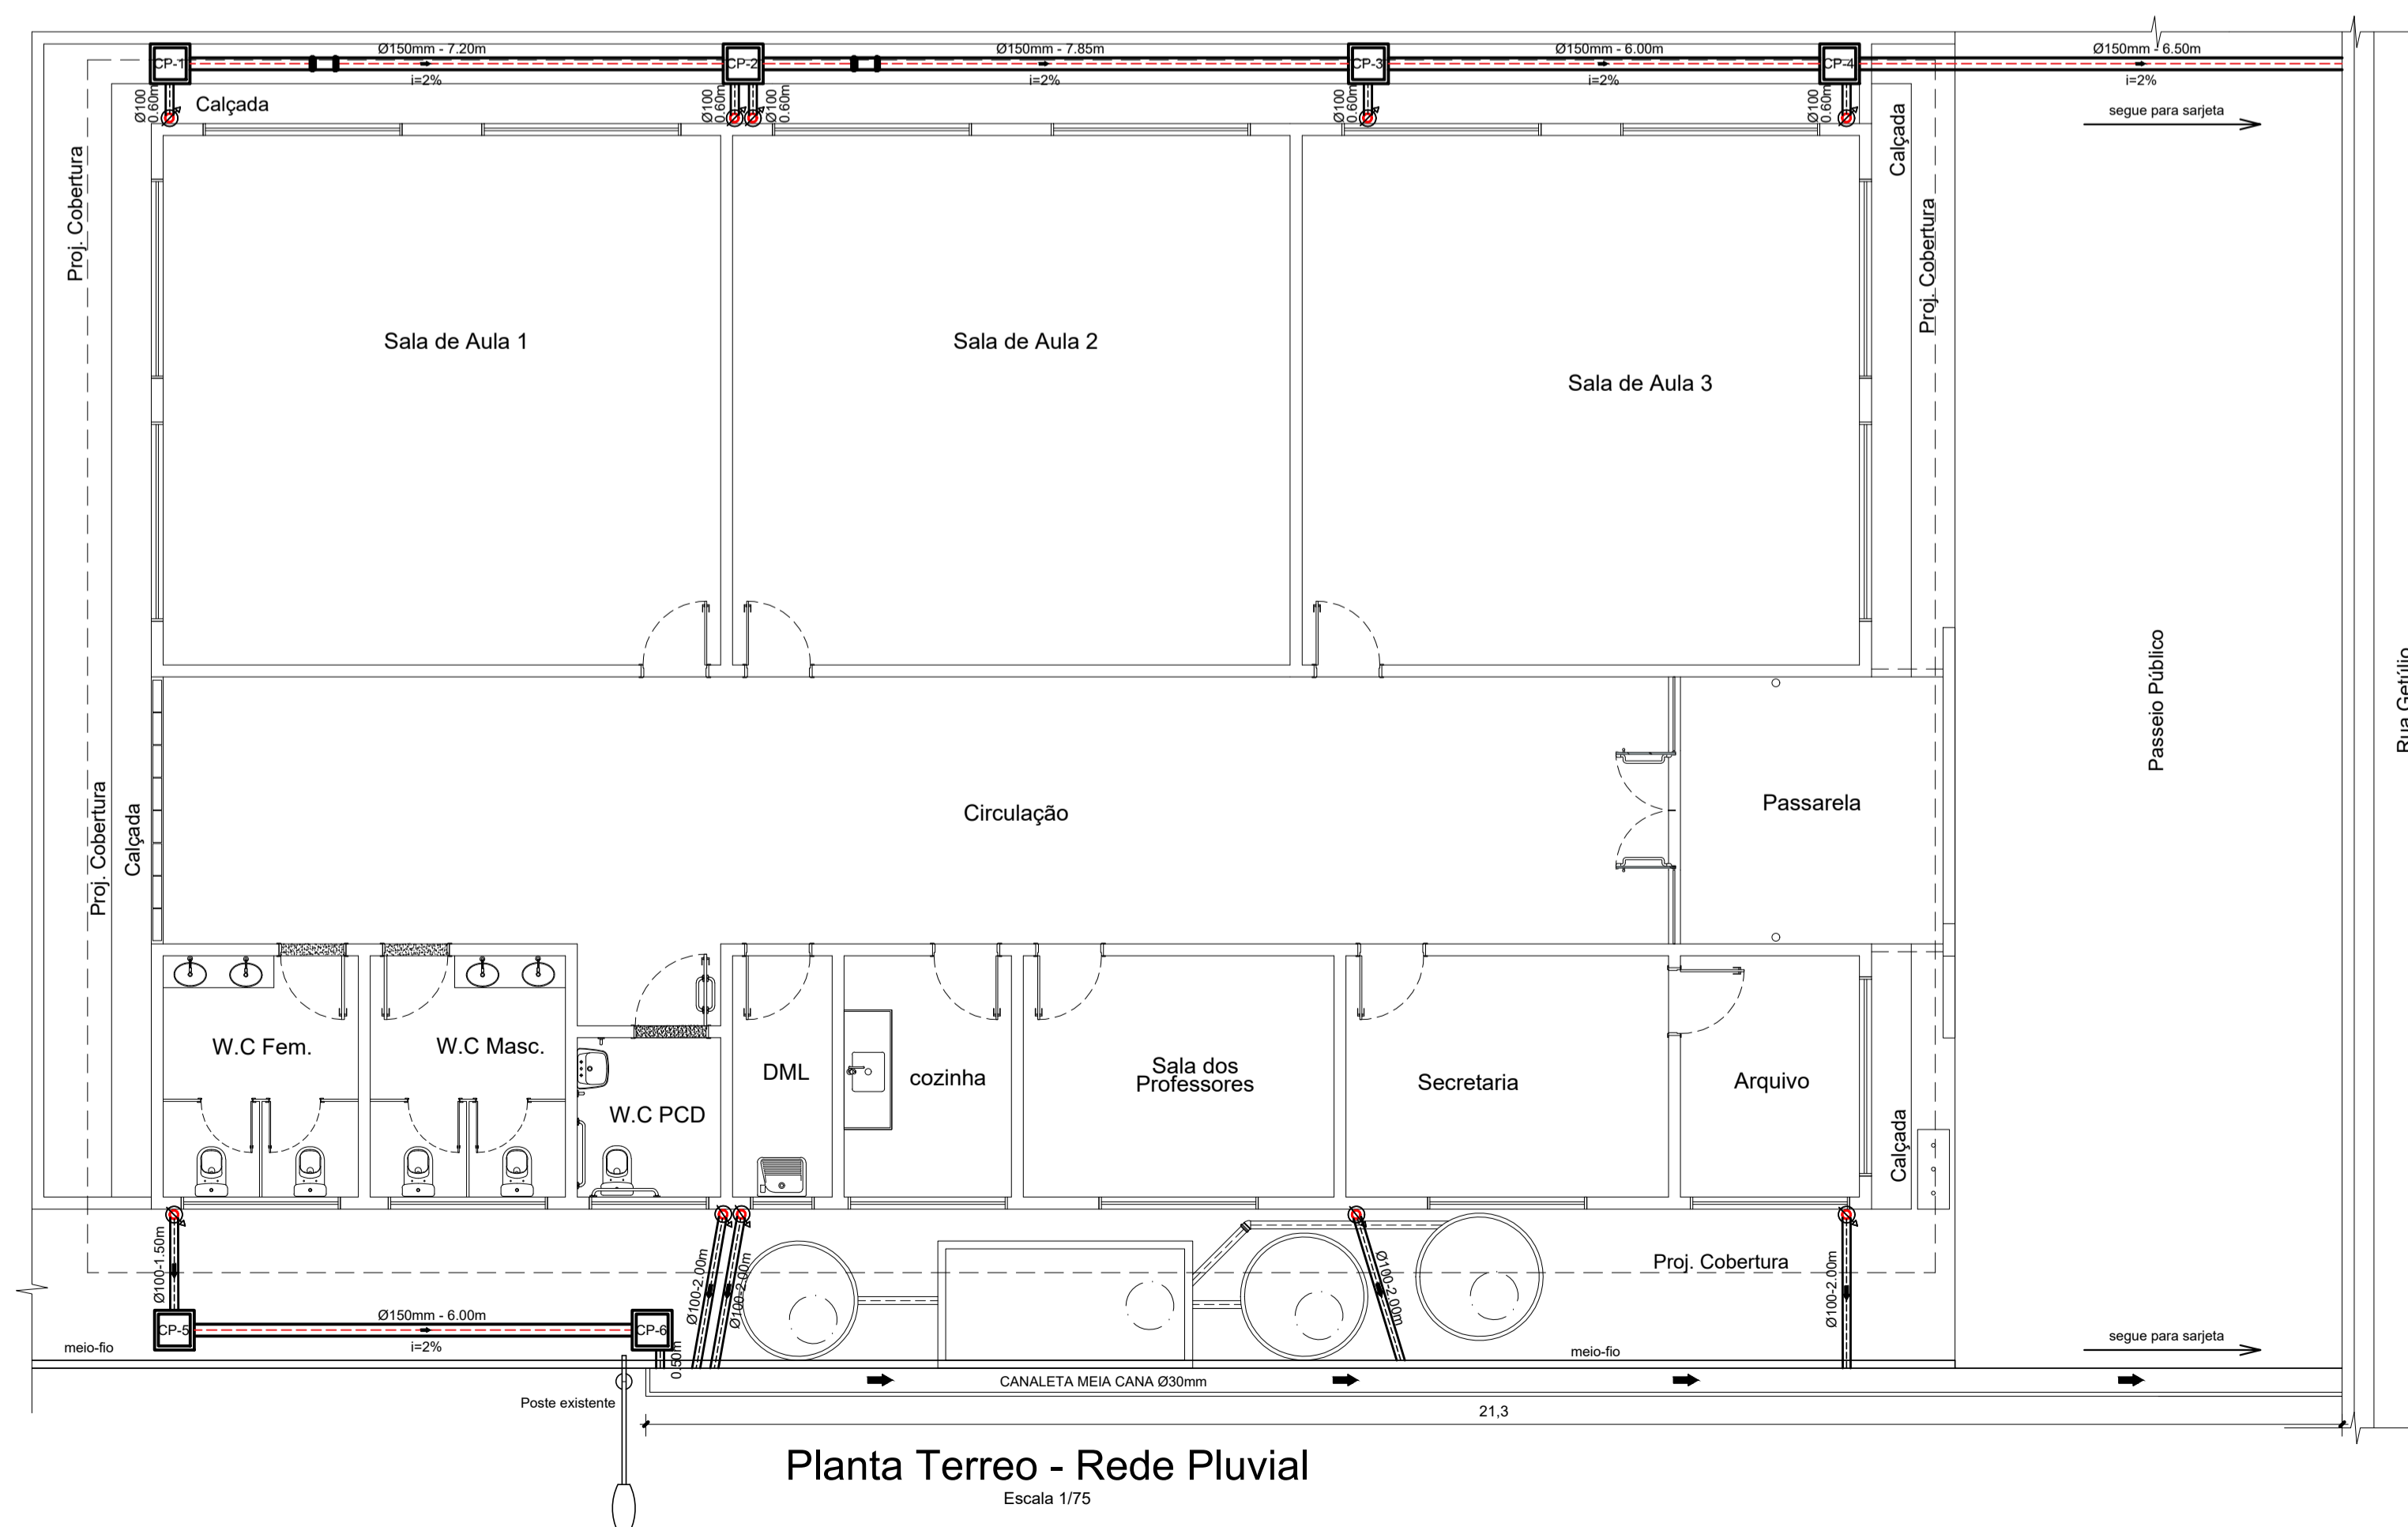 Ø150mm - 7.20m
Ø150mm - 7.85m
Ø150mm - 6.00m
Ø150mm - 6.50m
CP-1
CP-2
CP-3
CP-4
i=2%
i=2%
i=2%
i=2%
Ø100
0.60m
Calçada
Ø100
0.60m
Ø100
0.60m
Ø100
0.60m
Ø100
0.60m
segue para sarjeta
Calçada
Proj. Cobertura
Proj. Cobertura
Sala de Aula 1
Sala de Aula 2
Sala de Aula 3
Passeio Público
Rua Getúlio
Proj. Cobertura
Calçada
Circulação
Passarela
W.C Fem.
W.C Masc.
W.C PCD
DML
cozinha
Sala dos
Professores
Secretaria
Arquivo
Calçada
Ø100-1.50m
Ø100-2.00m
Ø100-2.00m
Ø100-2.00m
Ø100-2.00m
Proj. Cobertura
CP-5
Ø150mm - 6.00m
i=2%
CP-6
0.50m
meio-fio
meio-fio
segue para sarjeta
Poste existente
CANALETA MEIA CANA Ø30mm
21,3
Planta Terreo - Rede Pluvial
Escala 1/75